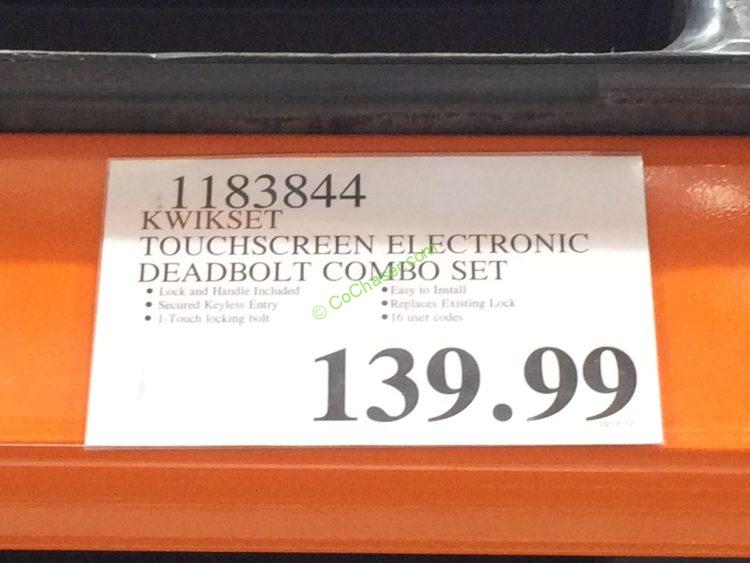 1183844
KWIKSET
TOUCHSCREEN ELECTRONIC
DEADBOLT COMBO SET
• Lock and Handle Included
• Secured Keyless Entry
• 1-Touch locking bolt
• Easy to Install
• Replaces Existing Lock
• 16 user codes
© CoChaser.com
139.99